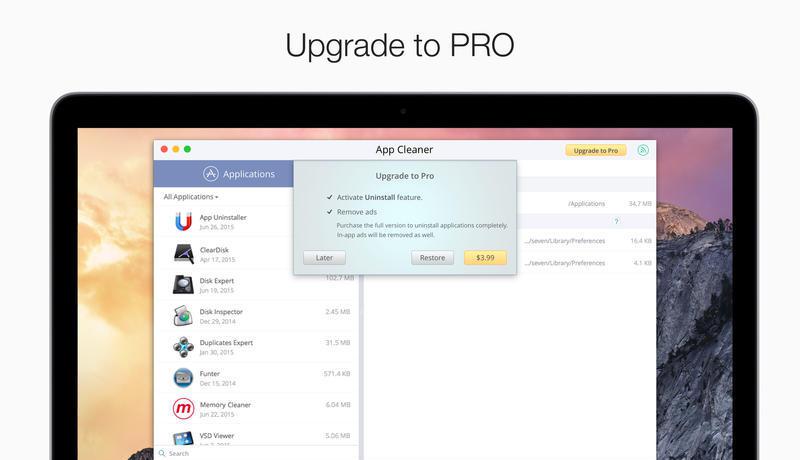 Upgrade to PRO
App Cleaner
Upgrade to Pro
Applications
All Applications
App Uninstaller
Jun 26, 2015
ClearDisk
Apr 17, 2015
Disk Expert
Jun 19, 2015
102.7 MB
Disk Inspector
Dec 29, 2014
2.45 MB
Duplicates Expert
Jan 30, 2015
31.5 MB
Funter
Dec 15, 2014
571.4 KB
Memory Cleaner
Jun 22, 2015
6.04 MB
VSD Viewer
5.06 MB
Search
Upgrade to Pro
Activate Uninstall feature.
Remove ads
Purchase the full version to uninstall applications completely.
In-app ads will be removed as well.
Later
Restore
$3.99
/Applications
34,7 MB
?
.../seven/Library/Preferences
16.4 KB
.../seven/Library/Preferences
4.1 KB